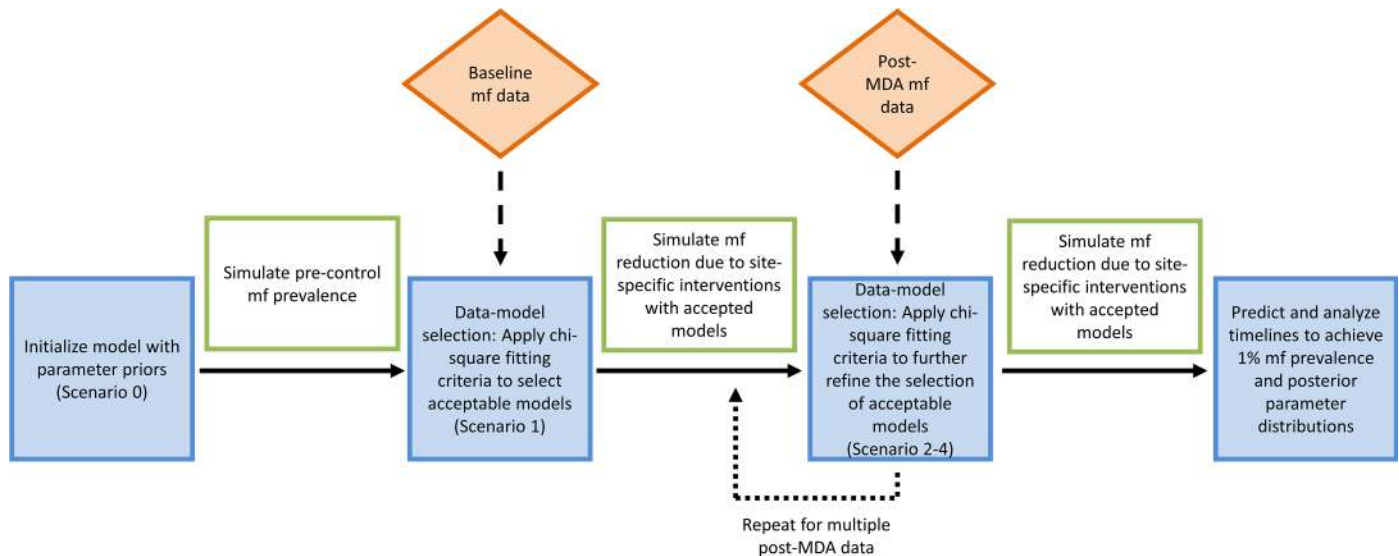 Baseline
mf data
Post-
MDA mf
data
Initialize model with
parameter priors
(Scenario 0)
Simulate pre-control
mf prevalence
Data-model
selection: Apply chi-
square fitting
criteria to select
acceptable models
(Scenario 1)
Simulate mf
reduction due to site-
specific interventions
with accepted
models
Data-model
selection: Apply chi-
square fitting
criteria to further
refine the selection
of acceptable
models
(Scenario 2-4)
Repeat for multiple
post-MDA data
Simulate mf
reduction due to site-
specific interventions
with accepted
models
Predict and analyze
timelines to achieve
1% mf prevalence
and posterior
parameter
distributions